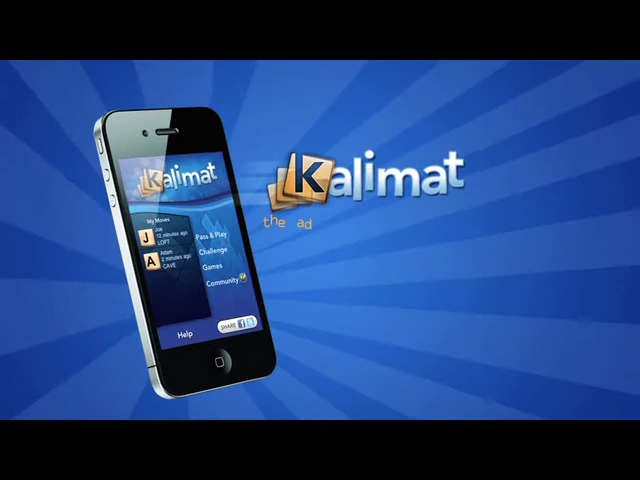 Kalimat
the ad
Kalimat
My Moves
J
Joe
12 minutes ago
LOFT
A
Adam
2 minutes ago
CAVE
Pass & Play
Challenge
Games
Community
Help
SHARE f t